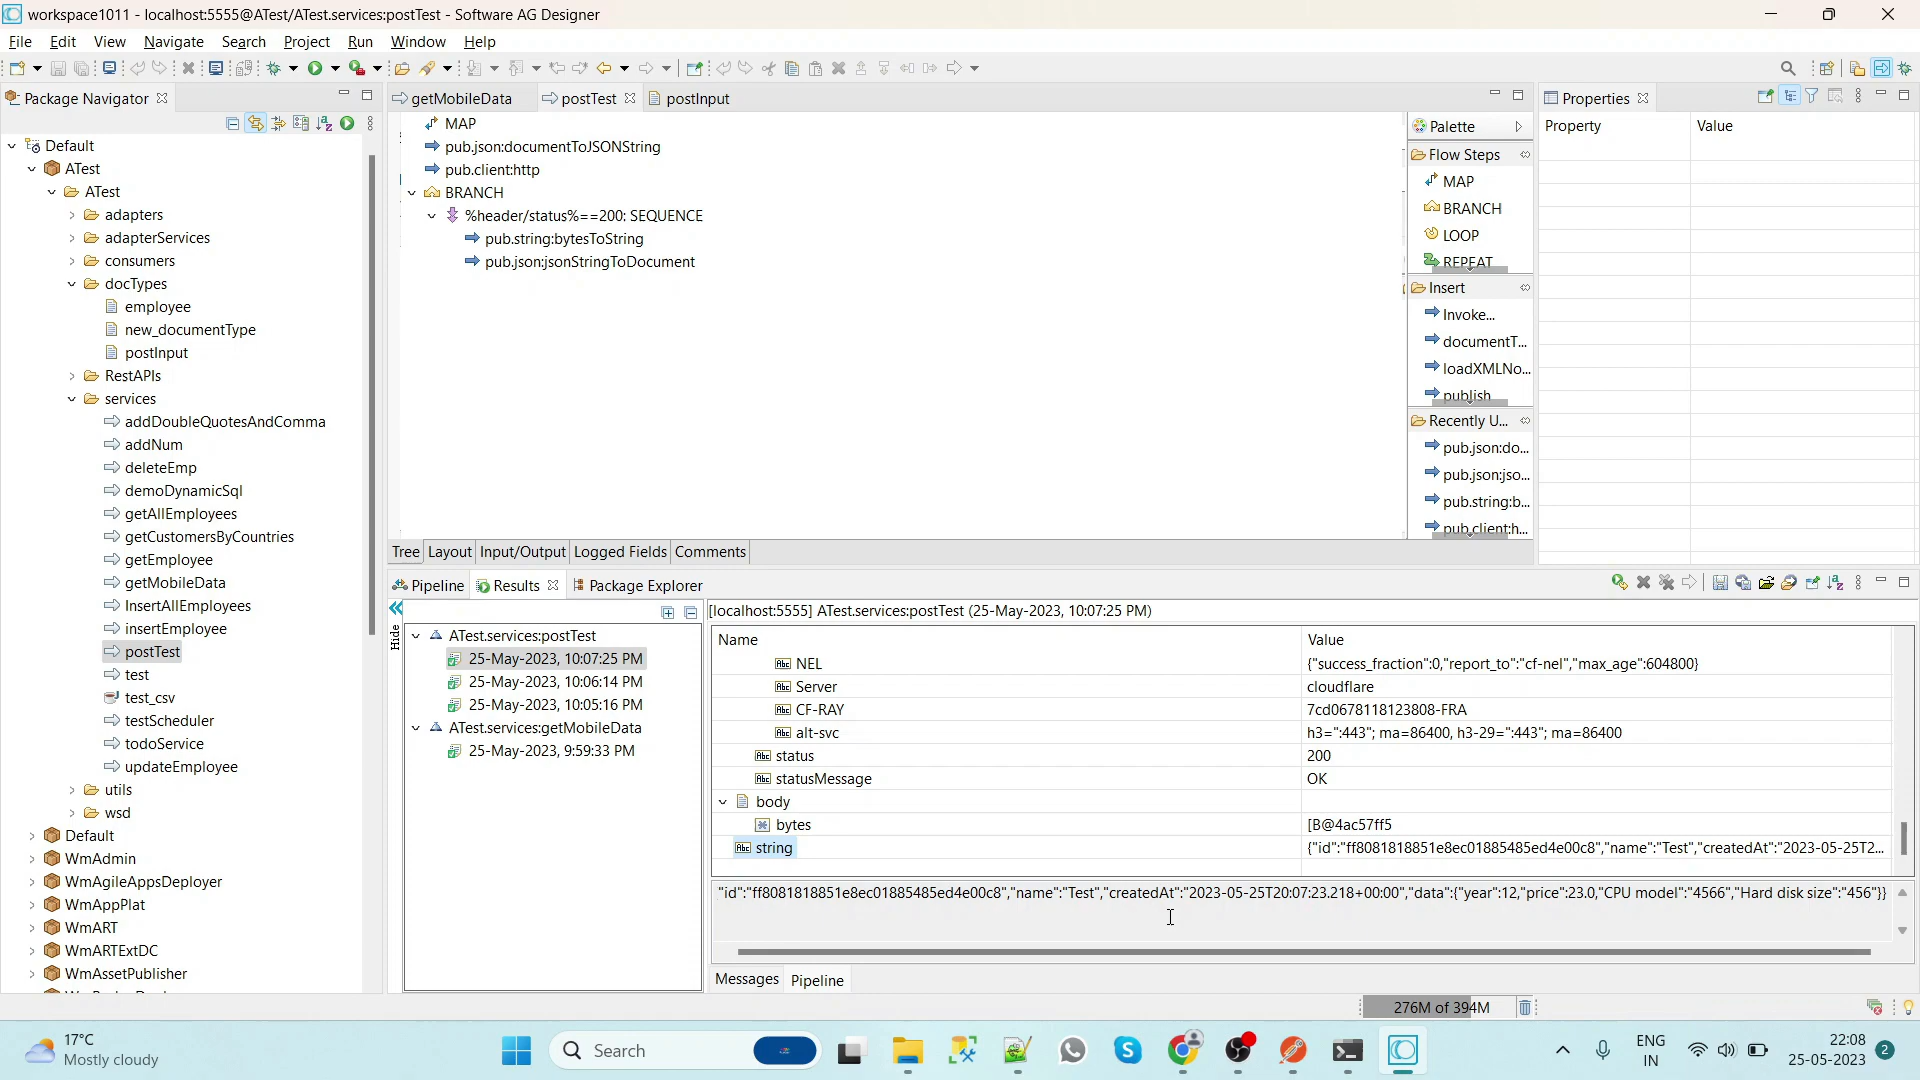 workspace1011 - localhost:5555@ATest/ATest.services:postTest - Software AG Designer
File Edit View Navigate Search Project Run Window Help
Package Navigator
Default
ATest
ATest
adapters
adapterServices
consumers
docTypes
employee
new_documentType
postInput
RestAPIs
services
addDoubleQuotesAndComma
addNum
deleteEmp
demoDynamicSql
getAllEmployees
getCustomersByCountries
getEmployee
getMobileData
InsertAllEmployees
insertEmployee
postTest
test
test_csv
testScheduler
todoService
updateEmployee
utils
wsd
Default
WmAdmin
WmAgileAppsDeployer
WmAppPlat
WmART
WmARTExtDC
WmAssetPublisher
getMobileData postTest postInput
MAP
pub.json:documentToJSONString
pub.client:http
BRANCH
%header/status%==200: SEQUENCE
pub.string:bytesToString
pub.json:jsonStringToDocument
Palette
Flow Steps
MAP
BRANCH
LOOP
REPEAT
Insert
Invoke...
documentT...
loadXMLNo...
publish
Recently U...
pub.json:do...
pub.json:jso...
pub.string:b...
pub.client:h...
Properties
Property Value
Tree Layout Input/Output Logged Fields Comments
Pipeline Results Package Explorer
Hide
ATest.services:postTest
25-May-2023, 10:07:25 PM
25-May-2023, 10:06:14 PM
25-May-2023, 10:05:16 PM
ATest.services:getMobileData
25-May-2023, 9:59:33 PM
[localhost:5555] ATest.services:postTest (25-May-2023, 10:07:25 PM)
Name Value
NEL {"success_fraction":0,"report_to":"cf-nel","max_age":604800}
Server cloudflare
CF-RAY 7cd0678118123808-FRA
alt-svc h3=":443"; ma=86400, h3-29=":443"; ma=86400
status 200
statusMessage OK
body
bytes [B@4ac57ff5
string {"id":"ff8081818851e8ec01885485ed4e00c8","name":"Test","createdAt":"2023-05-25T2...
"id":"ff8081818851e8ec01885485ed4e00c8","name":"Test","createdAt":"2023-05-25T20:07:23.218+00:00","data":{"year":12,"price":23.0,"CPU model":"4566","Hard disk size":"456"}}
Messages Pipeline
276M of 394M
17°C
Mostly cloudy
Search
ENG
IN
22:08
25-05-2023
2